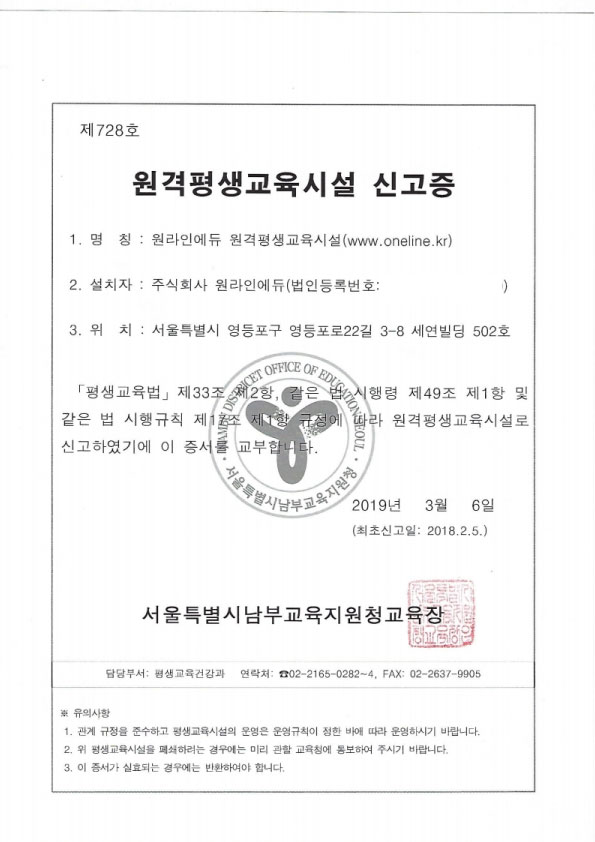 제728호
원격평생교육시설 신고증
1. 명 칭 : 원라인에듀 원격평생교육시설(www.oneline.kr)
2. 설치자 : 주식회사 원라인에듀(법인등록번호: )
3. 위 치 : 서울특별시 영등포구 영등포로22길 3-8 세연빌딩 502호
「평생교육법」제33조 제2항, 같은 법 시행령 제49조 제1항 및
같은 법 시행규칙 제17조 제1항 규정에 따라 원격평생교육시설로
신고하였기에 이 증서를 교부합니다.
NAMBU DISTRICET OFFICE OF EDUCATION SEOUL
서울특별시남부교육지원청
2019년 3월 6일
(최초신고일: 2018.2.5.)
서울특별시남부교육지원청교육장
담당부서: 평생교육건강과 연락처: ☎02-2165-0282~4, FAX: 02-2637-9905
※ 유의사항
1. 관계 규정을 준수하고 평생교육시설의 운영은 운영규칙이 정한 바에 따라 운영하시기 바랍니다.
2. 위 평생교육시설을 폐쇄하려는 경우에는 미리 관할 교육청에 통보하여 주시기 바랍니다.
3. 이 증서가 실효되는 경우에는 반환하여야 합니다.